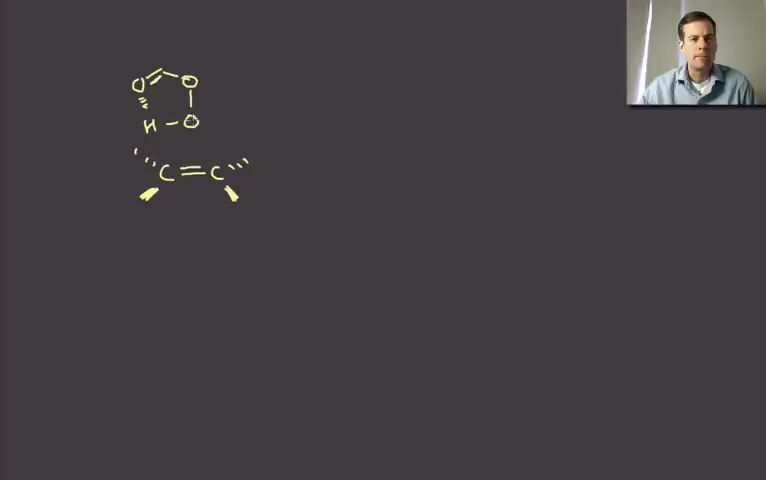 O O
H - O
C = C